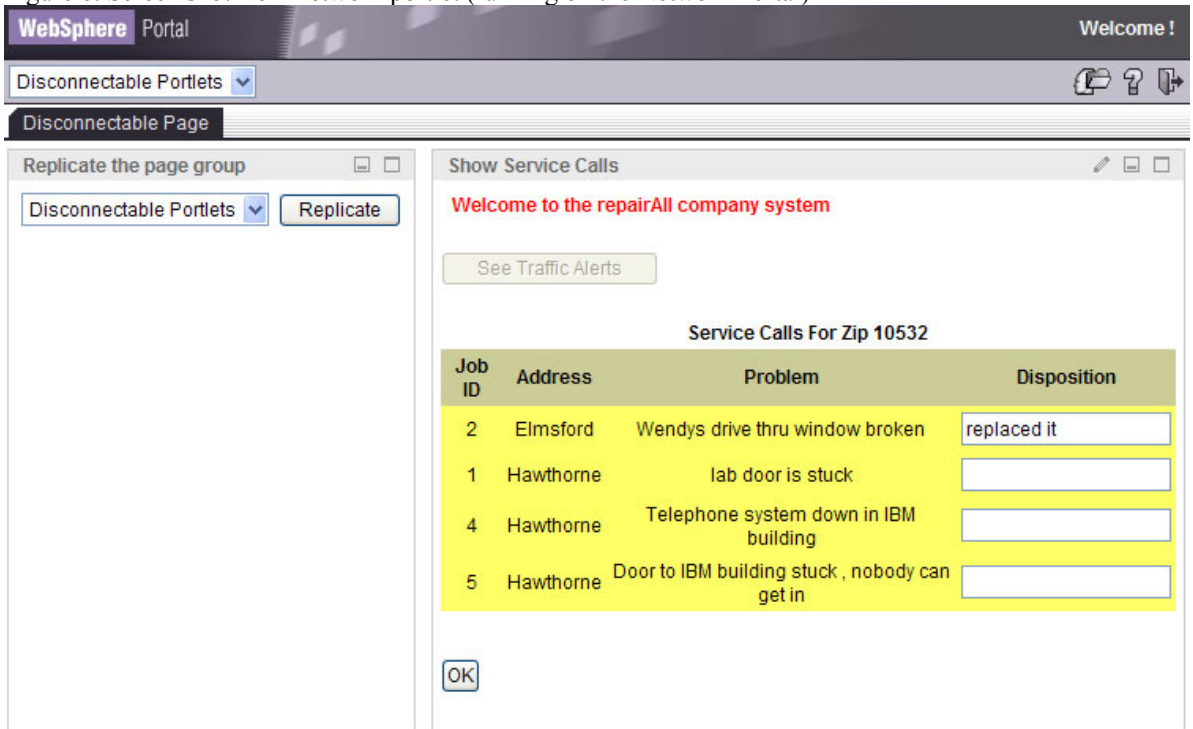 WebSphere Portal
Welcome !
Disconnectable Portlets
Disconnectable Page
Replicate the page group
Disconnectable Portlets Replicate
Show Service Calls
Welcome to the repairAll company system
See Traffic Alerts
Service Calls For Zip 10532
Job ID Address Problem Disposition
2 Elmsford Wendys drive thru window broken replaced it
1 Hawthorne lab door is stuck
4 Hawthorne Telephone system down in IBM
building
5 Hawthorne Door to IBM building stuck , nobody can
get in
OK